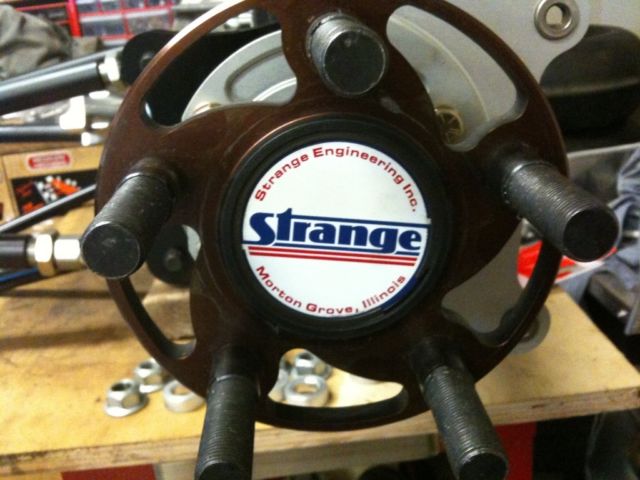 Strange Engineering Inc.
Strange
Morton Grove, Illinois